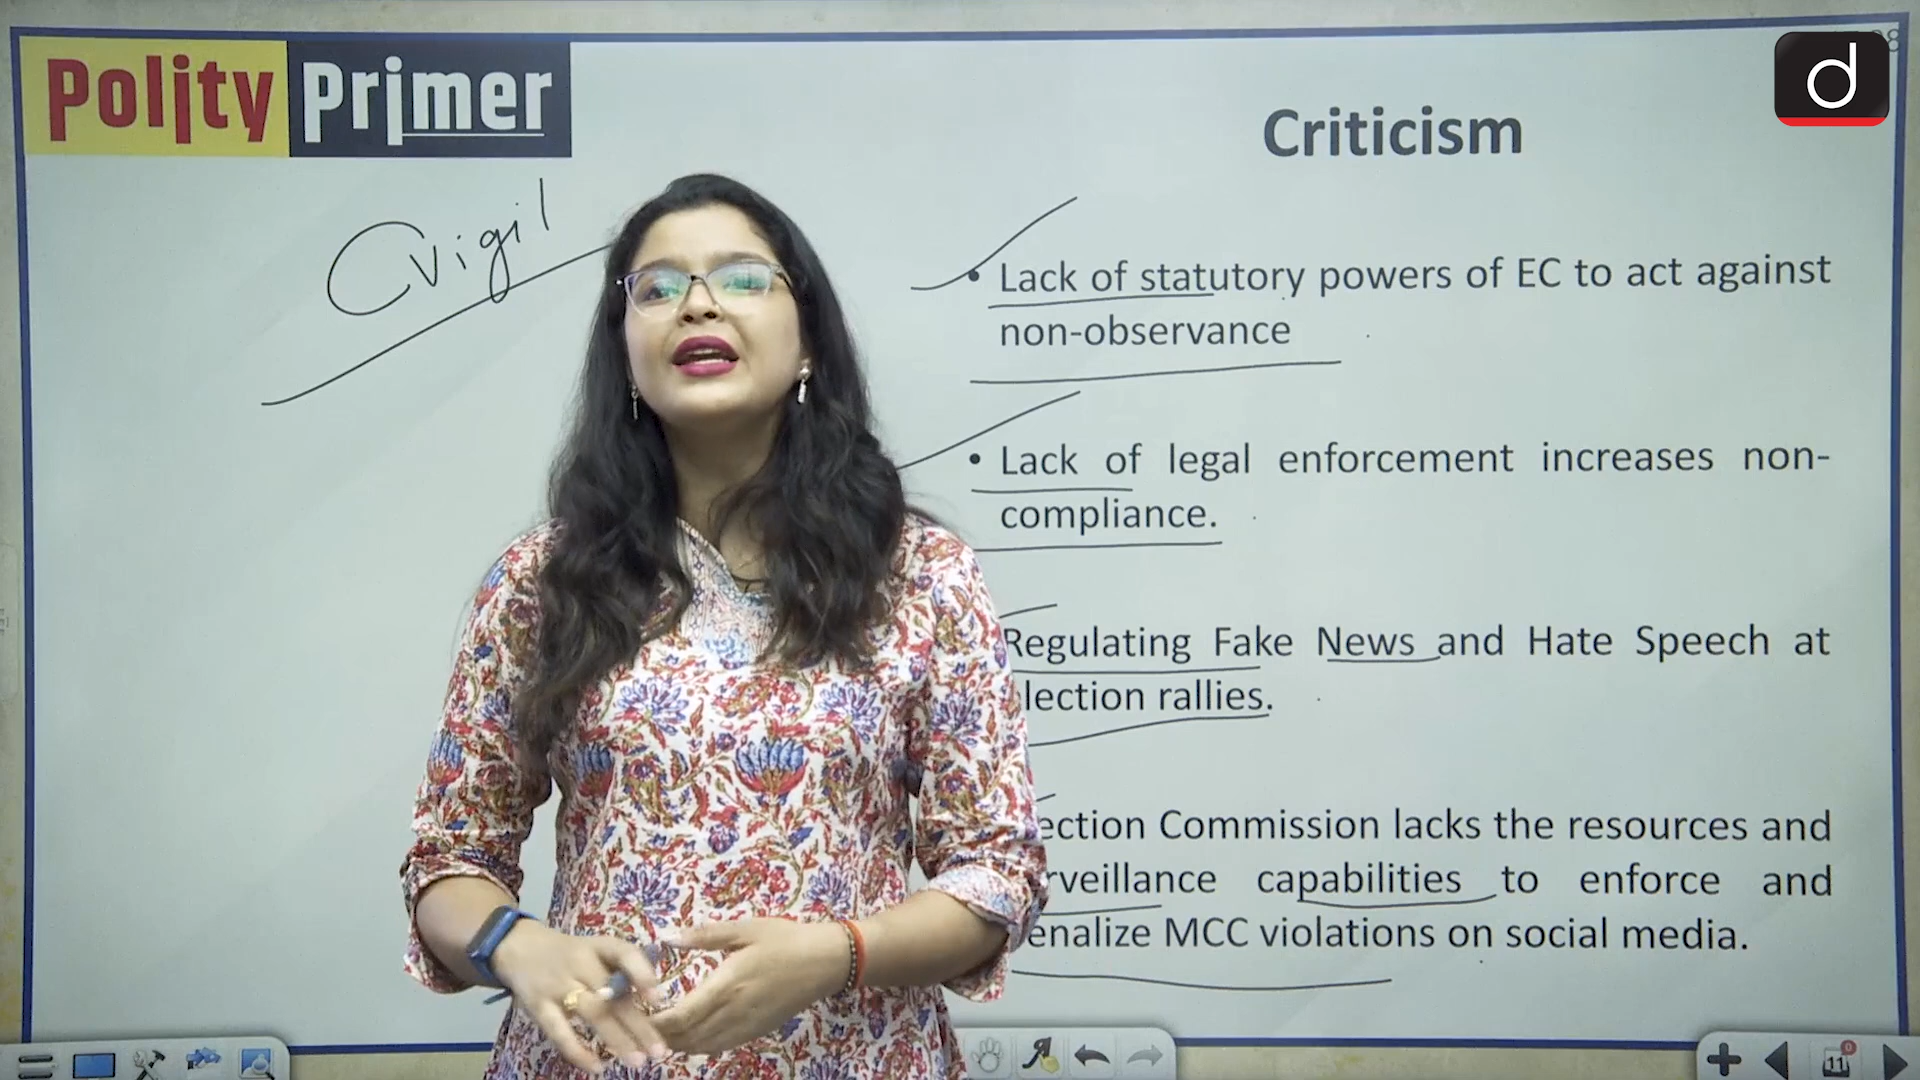 Polity Primer
d
Criticism
Cvigil
• Lack of statutory powers of EC to act against
non-observance
• Lack of legal enforcement increases non-
compliance.
Regulating Fake News and Hate Speech at
lection rallies.
ection Commission lacks the resources and
rveillance capabilities to enforce and
enalize MCC violations on social media.
11
0